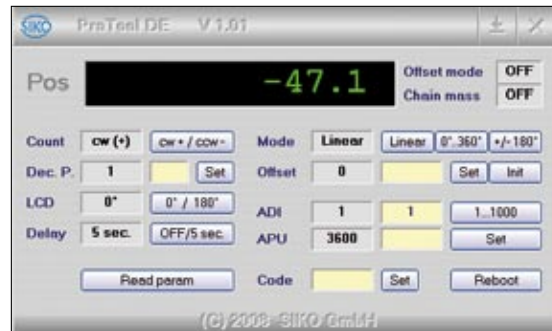 SIKO ProTool DE V 1.01
Pos -47.1 Offset mode OFF
Chain mass OFF
Count cw (+) cw + / ccw - Mode Linear Linear 0°..360° +/- 180°
Dec. P. 1 Set Offset 0 Set Init
LCD 0° 0° / 180° ADI 1 1 1...1000
Delay 5 sec. OFF/5 sec. APU 3600 Set
Read param Code Set Reboot
(C) 2008 SIKO GmbH